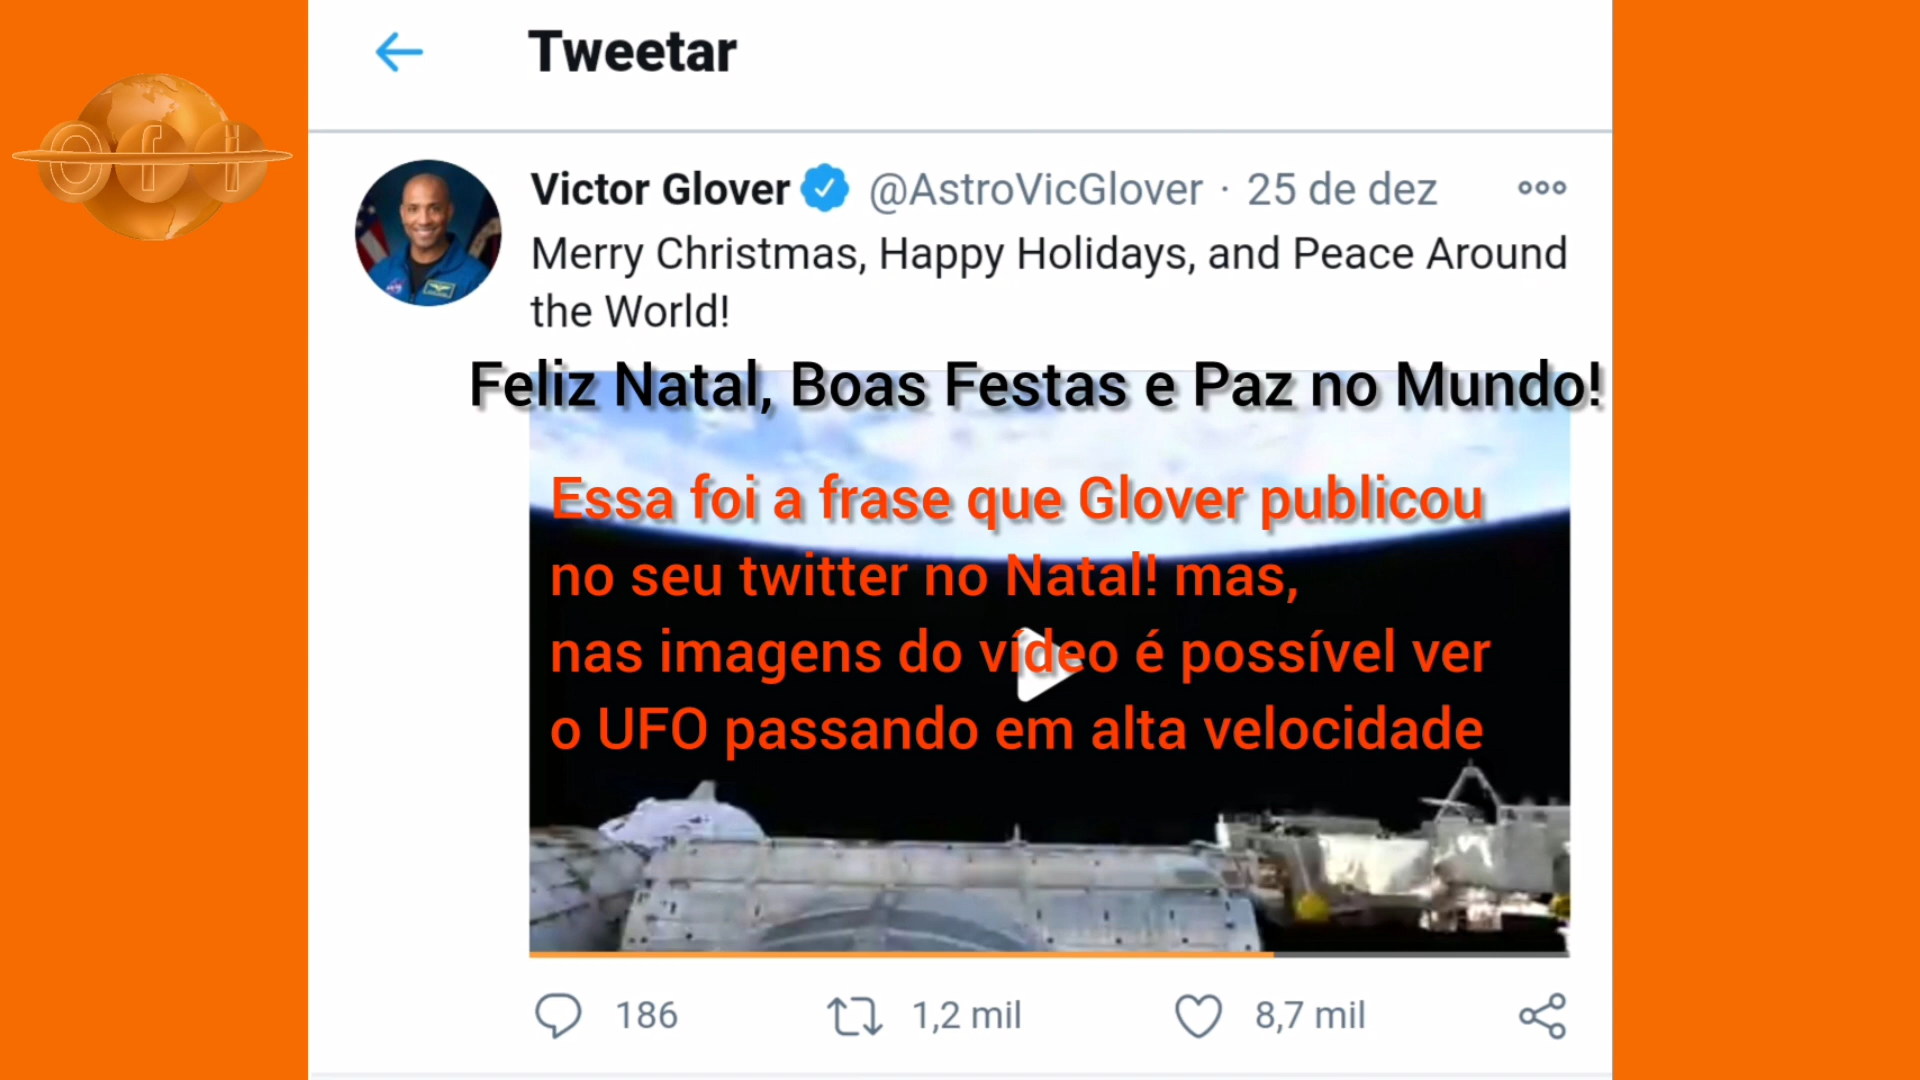 Tweetar
ofi
Victor Glover @AstroVicGlover · 25 de dez
Merry Christmas, Happy Holidays, and Peace Around
the World!
Feliz Natal, Boas Festas e Paz no Mundo!
Essa foi a frase que Glover publicou
no seu twitter no Natal! mas,
nas imagens do vídeo é possível ver
o UFO passando em alta velocidade
186 1,2 mil 8,7 mil